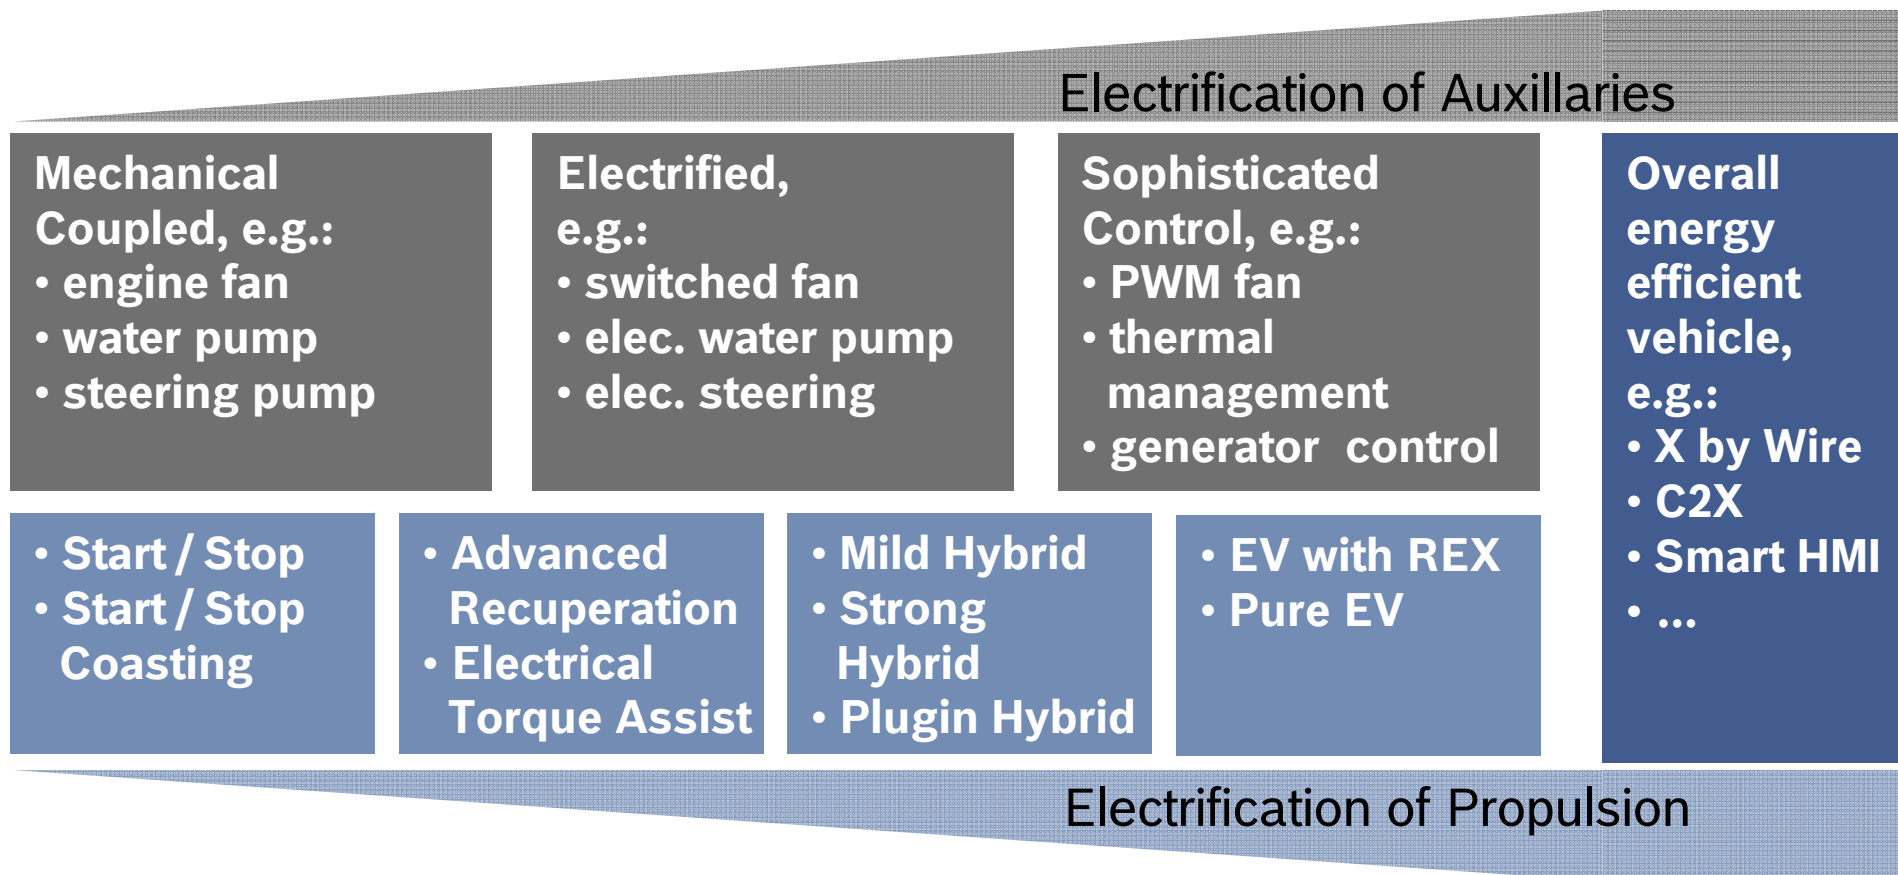 Electrification of Auxillaries
Mechanical
Coupled, e.g.:
• engine fan
• water pump
• steering pump
Electrified,
e.g.:
• switched fan
• elec. water pump
• elec. steering
Sophisticated
Control, e.g.:
• PWM fan
• thermal
management
• generator control
Overall
energy
efficient
vehicle,
e.g.:
• X by Wire
• C2X
• Smart HMI
• ...
• Start / Stop
• Start / Stop
Coasting
• Advanced
Recuperation
• Electrical
Torque Assist
• Mild Hybrid
• Strong
Hybrid
• Plugin Hybrid
• EV with REX
• Pure EV
Electrification of Propulsion